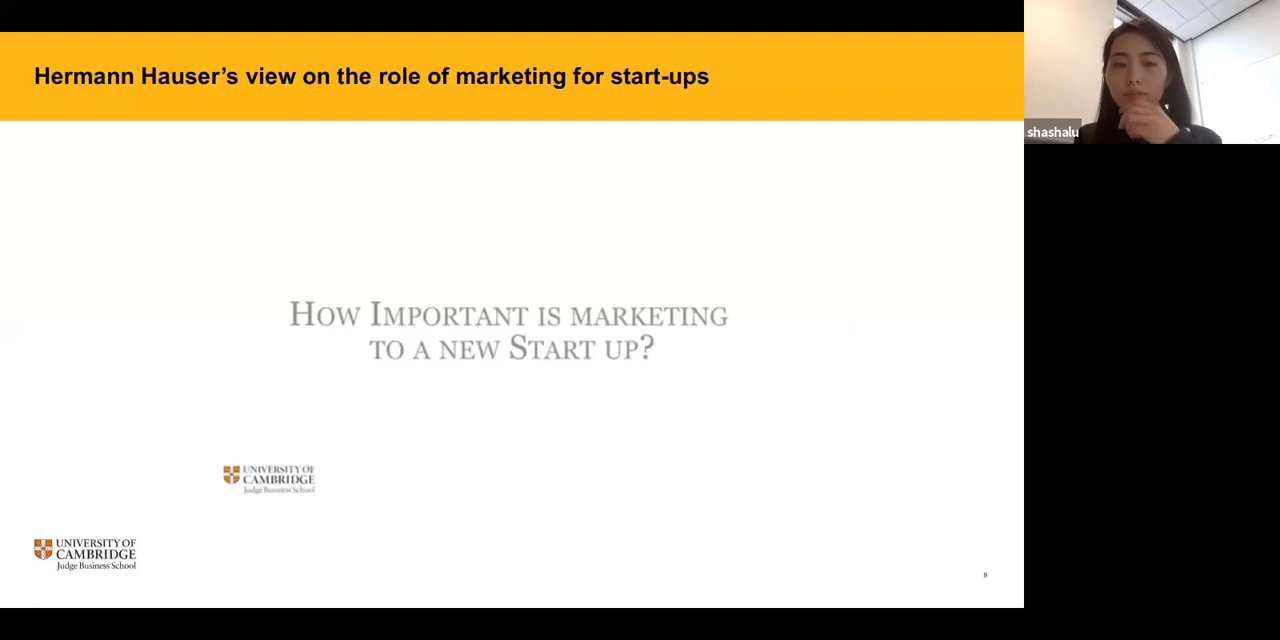 Hermann Hauser’s view on the role of marketing for start-ups
shashalu
How Important is marketing
to a new Start up?
UNIVERSITY OF
CAMBRIDGE
Judge Business School
UNIVERSITY OF
CAMBRIDGE
Judge Business School
9